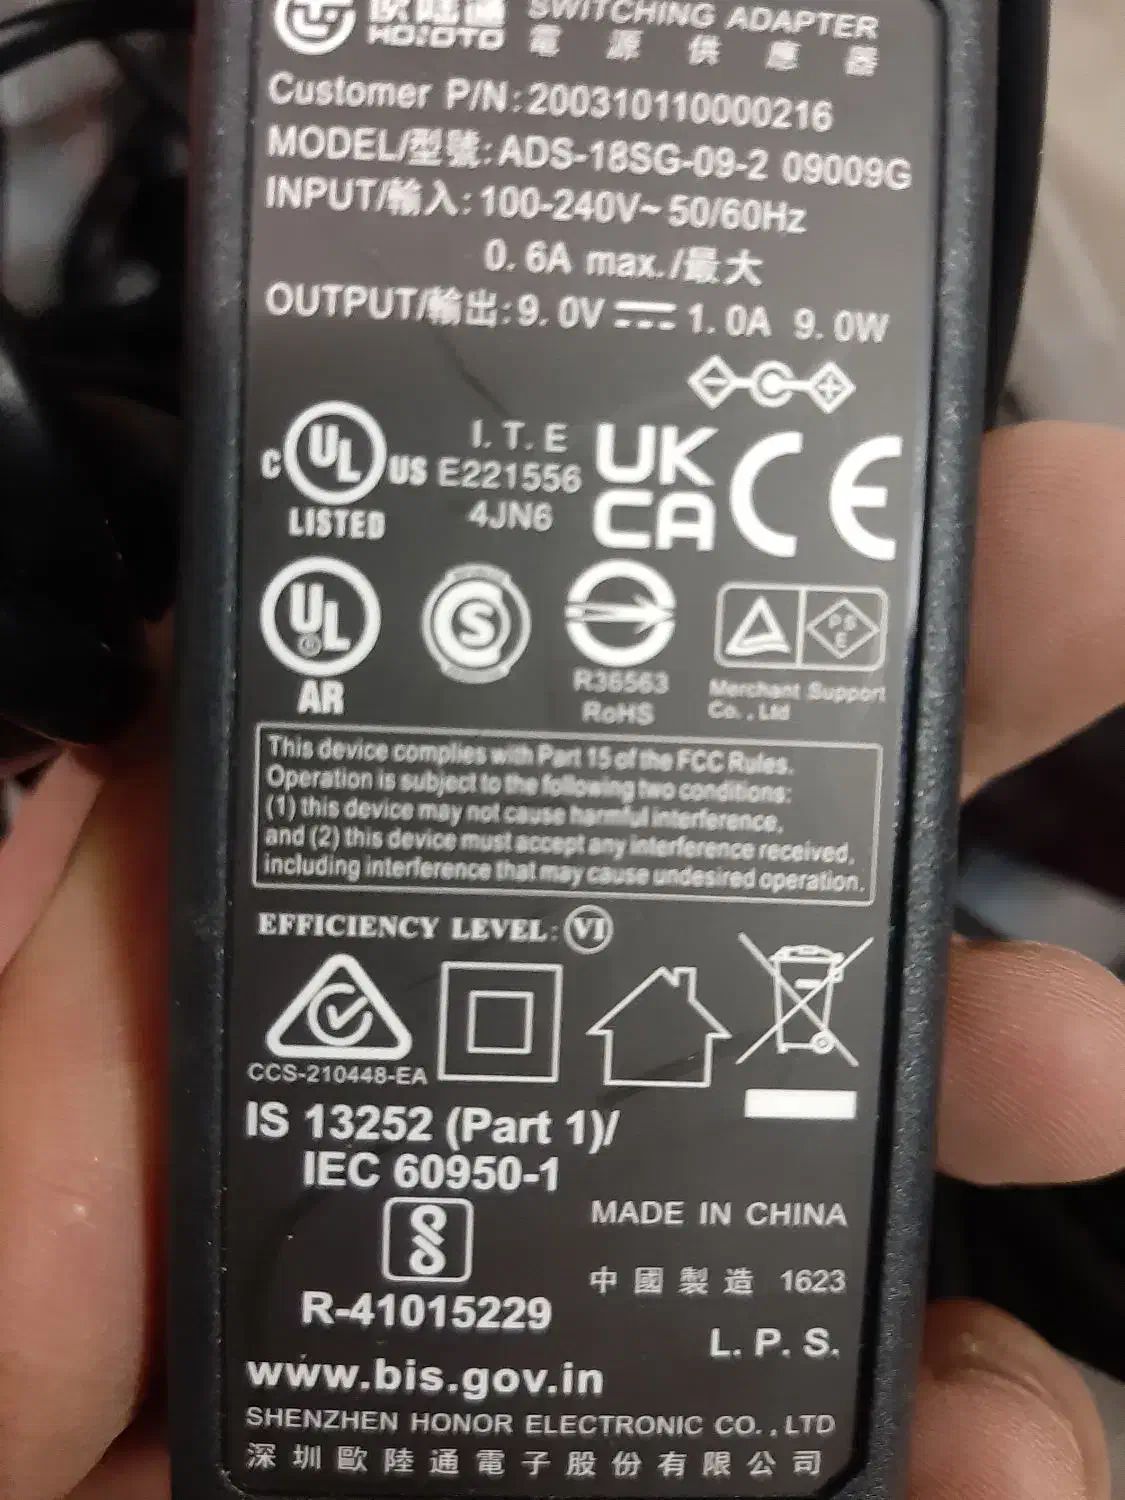 歐陸通 SWITCHING ADAPTER
HONOTO 電源供應器
Customer P/N:200310110000216
MODEL/型號:ADS-18SG-09-2 09009G
INPUT/輸入:100-240V~50/60Hz
0.6A max./最大
OUTPUT/輸出:9.0V 1.0A 9.0W
C UL US
LISTED
I.T.E
E221556
4JN6
UK
CA
CE
UL
AR
S
R36563
RoHS
PSE
Merchant Support
Co.,Ltd
This device complies with Part 15 of the FCC Rules.
Operation is subject to the following two conditions:
(1) this device may not cause harmful interference,
and (2) this device must accept any interference received,
including interference that may cause undesired operation.
EFFICIENCY LEVEL: VI
CCS-210448-EA
IS 13252 (Part 1)/
IEC 60950-1
R-41015229
www.bis.gov.in
MADE IN CHINA
中國製造 1623
L.P.S.
SHENZHEN HONOR ELECTRONIC CO.,LTD
深圳歐陸通電子股份有限公司